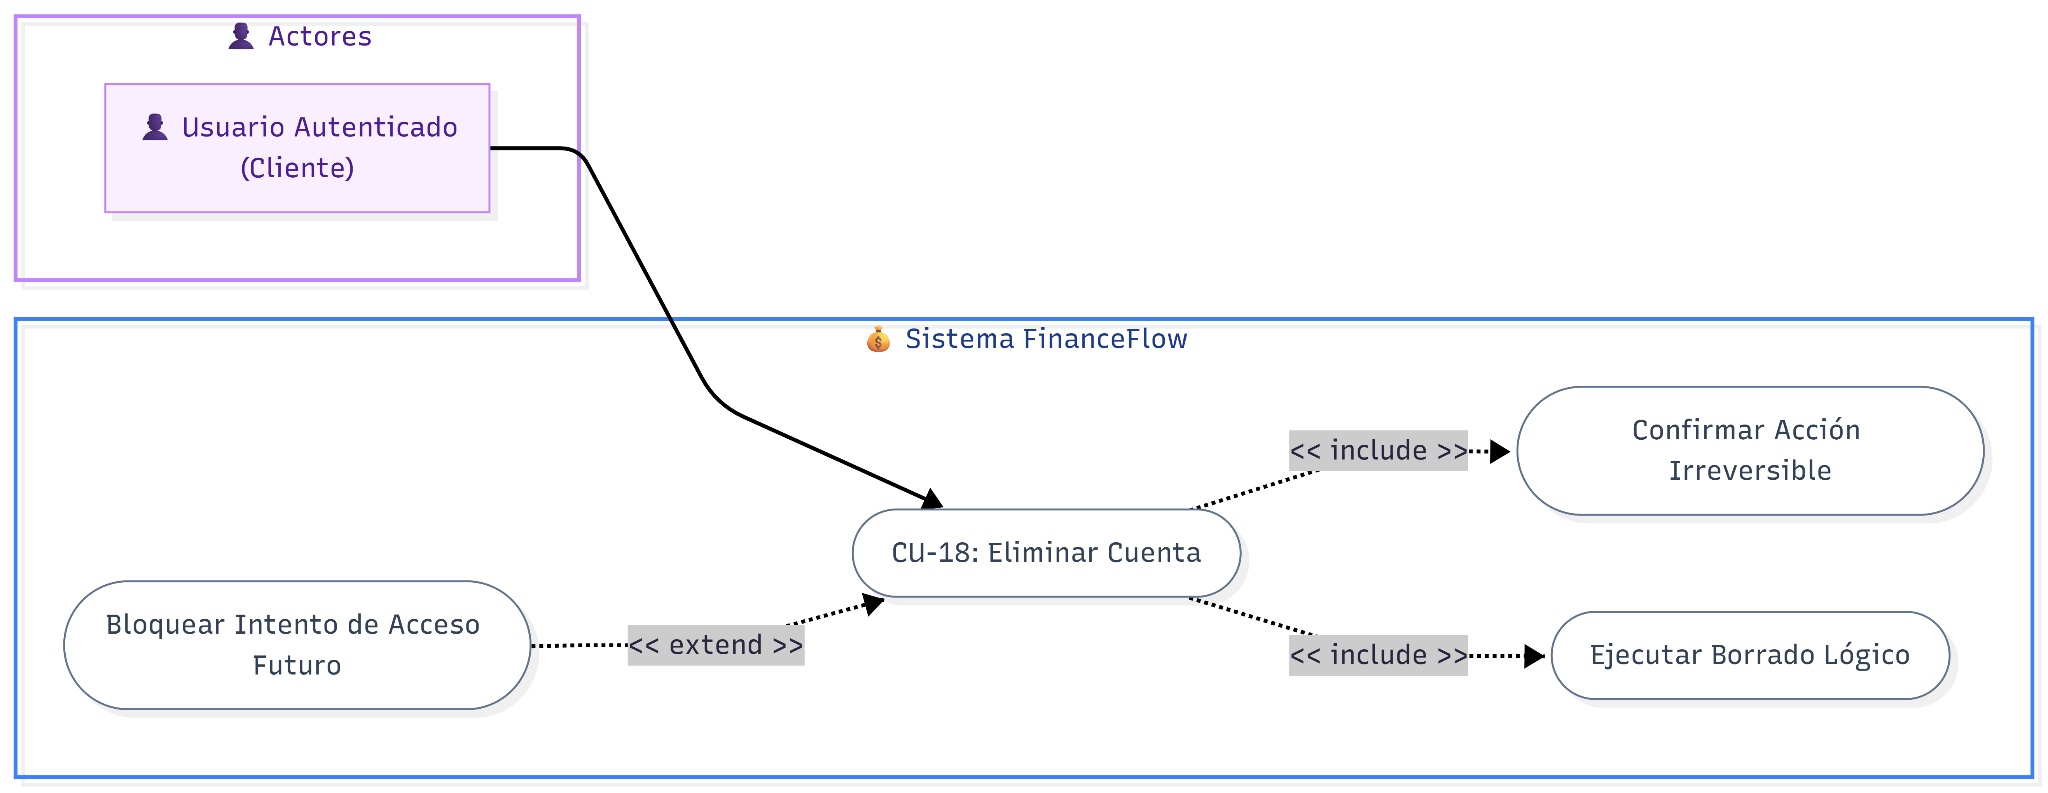 Actores
Usuario Autenticado
(Cliente)
Sistema FinanceFlow
<< include >>
Confirmar Acción
Irreversible
CU-18: Eliminar Cuenta
Bloquear Intento de Acceso
Futuro
<< extend >>
<< include >>
Ejecutar Borrado Lógico